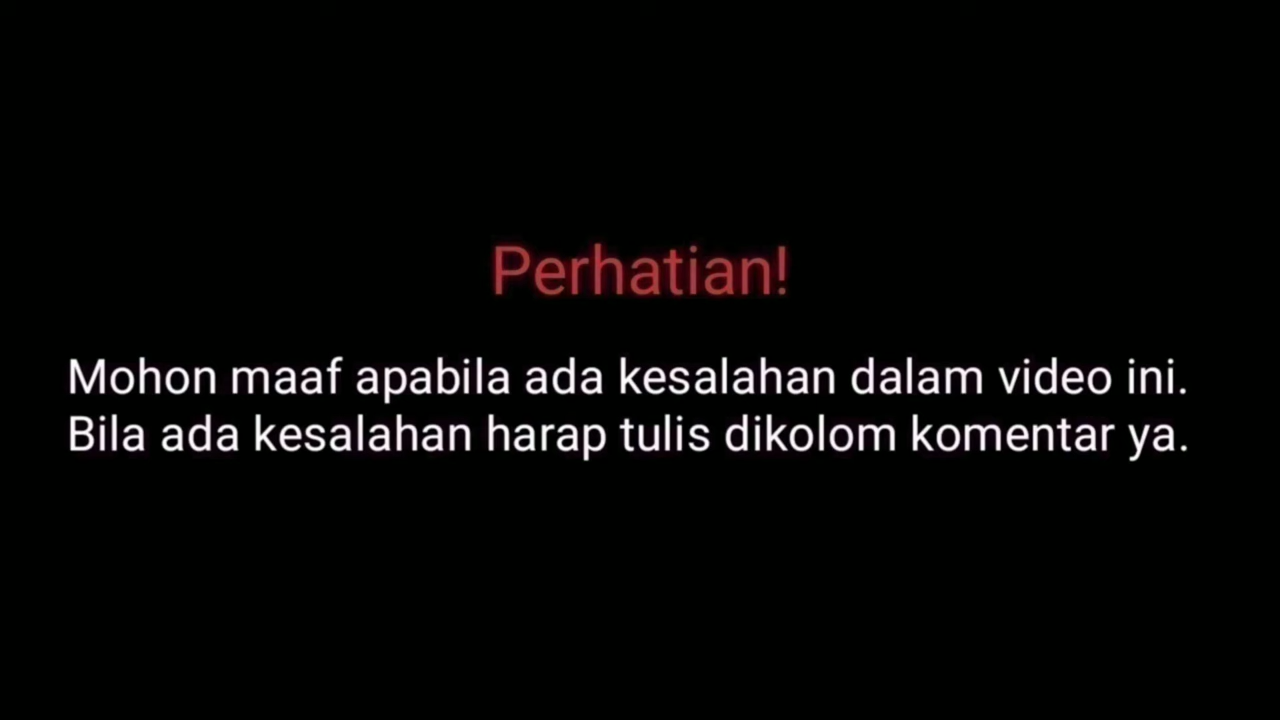 Perhatian!
Mohon maaf apabila ada kesalahan dalam video ini.
Bila ada kesalahan harap tulis dikolom komentar ya.